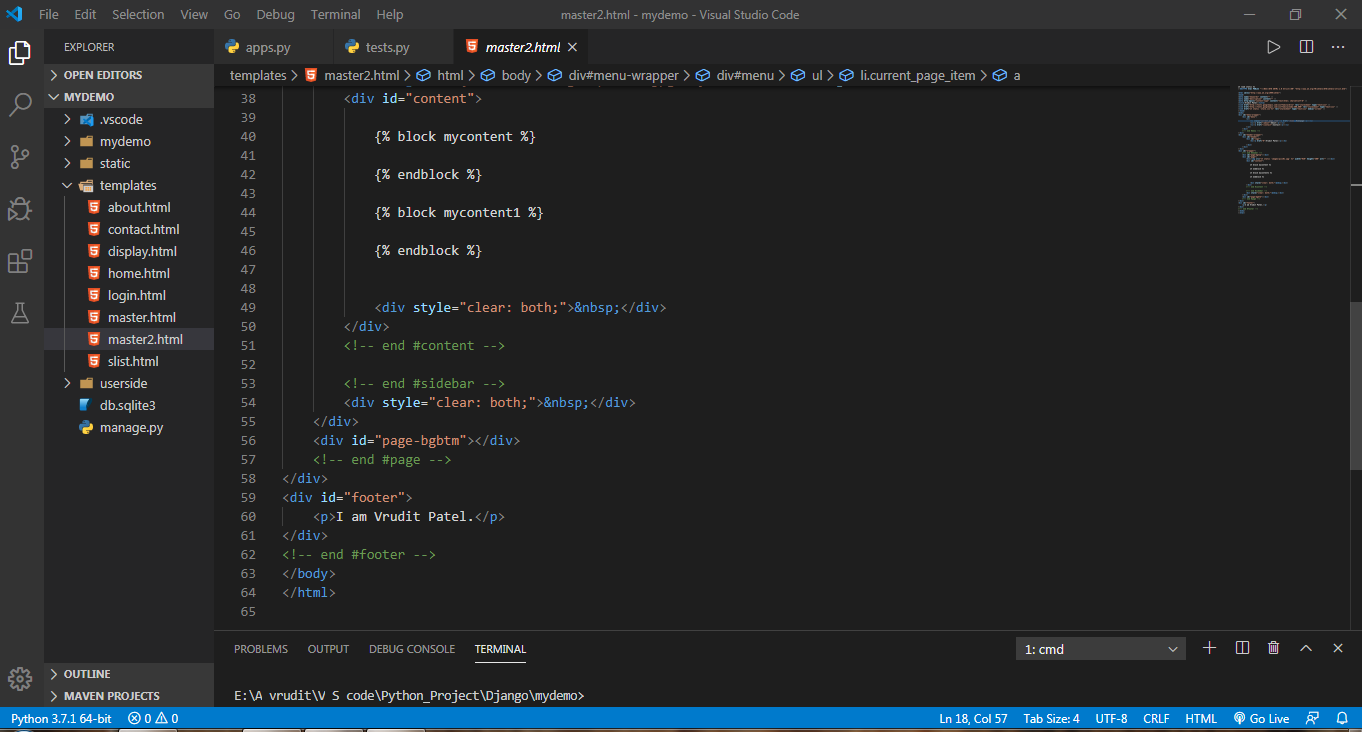 File Edit Selection View Go Debug Terminal Help
master2.html - mydemo - Visual Studio Code
EXPLORER
OPEN EDITORS
MYDEMO
.vscode
mydemo
static
templates
about.html
contact.html
display.html
home.html
login.html
master.html
master2.html
slist.html
userside
db.sqlite3
manage.py
OUTLINE
MAVEN PROJECTS
apps.py tests.py master2.html
templates > master2.html > html > body > div#menu-wrapper > div#menu > ul > li.current_page_item > a
38 <div id="content">
39
40 {% block mycontent %}
41
42 {% endblock %}
43
44 {% block mycontent1 %}
45
46 {% endblock %}
47
48
49 <div style="clear: both;">&nbsp;</div>
50 </div>
51 <!-- end #content -->
52
53 <!-- end #sidebar -->
54 <div style="clear: both;">&nbsp;</div>
55 </div>
56 <div id="page-bgbtm"></div>
57 <!-- end #page -->
58 </div>
59 <div id="footer">
60 <p>I am Vrudit Patel.</p>
61 </div>
62 <!-- end #footer -->
63 </body>
64 </html>
65
PROBLEMS OUTPUT DEBUG CONSOLE TERMINAL
1: cmd
E:\A vrudit\V S code\Python_Project\Django\mydemo>
Python 3.7.1 64-bit 0 0
Ln 18, Col 57 Tab Size: 4 UTF-8 CRLF HTML Go Live